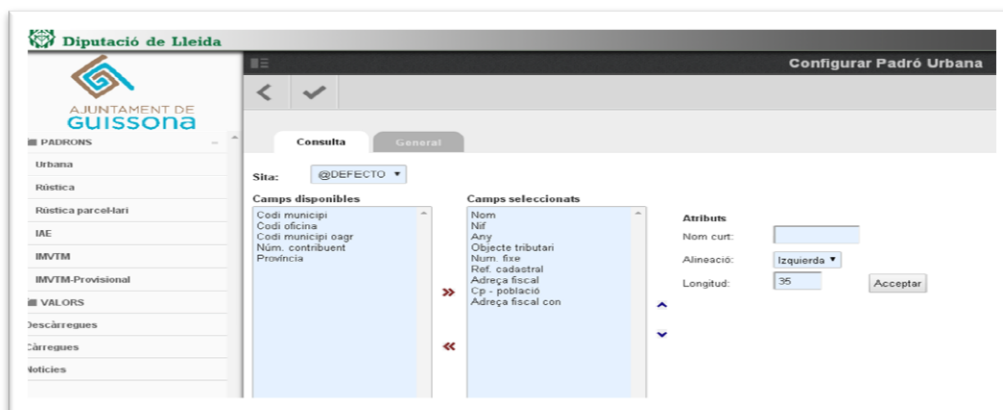 Diputació de Lleida
AJUNTAMENT DE
GUISSONA
PADRONS
Urbana
Rústica
Rústica parcel·lari
IAE
IMVTM
IMVTM-Provisional
VALORS
Descàrregues
Càrregues
Notícies
Configurar Padró Urbana
Consulta General
Sita: @DEFECTO
Camps disponibles
Codi municipi
Codi oficina
Codi municipi oagr
Núm. contribuent
Província
Camps seleccionats
Nom
Nif
Any
Objecte tributari
Num. fixe
Ref. cadastral
Adreça fiscal
Cp - població
Adreça fiscal con
Atributs
Nom curt:
Alineació: Izquierda
Longitud: 35 Acceptar